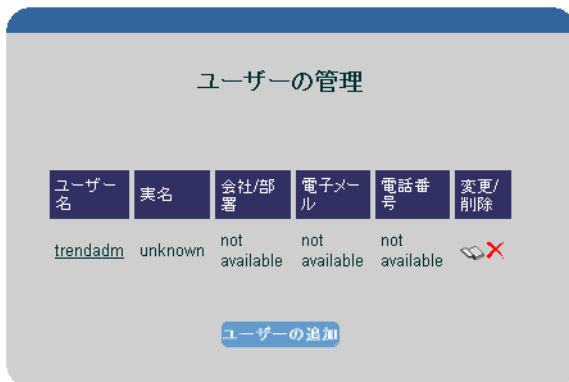 ユーザーの管理
ユーザー名 実名 会社/部署 電子メール 電話番号 変更/削除
trendadm unknown not available not available not available
ユーザーの追加